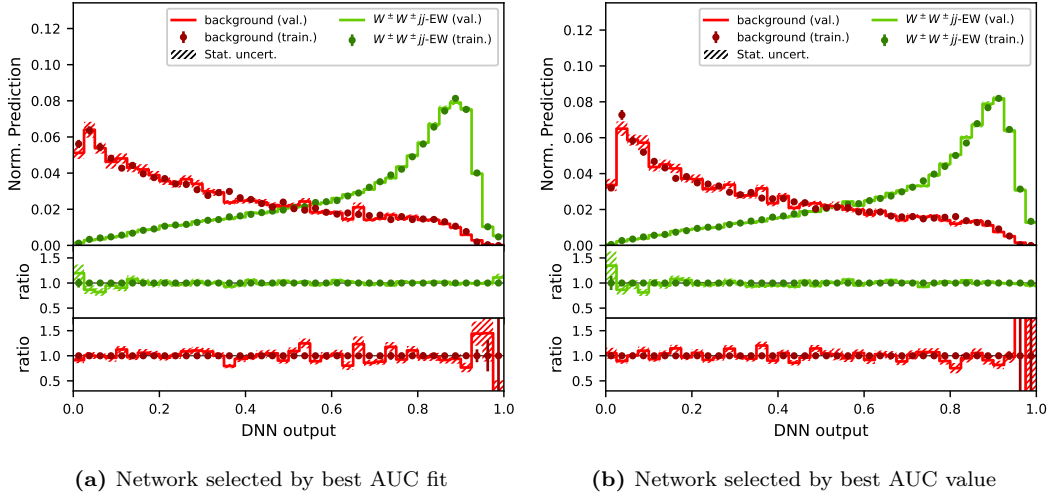 background (val.)
background (train.)
Stat. uncert.
W±W±jj-EW (val.)
W±W±jj-EW (train.)
Norm. Prediction
0.12
0.10
0.08
0.06
0.04
0.02
0.00
ratio
1.5
1.0
0.5
ratio
1.5
1.0
0.5
0.0 0.2 0.4 0.6 0.8 1.0
DNN output
(a) Network selected by best AUC fit
background (val.)
background (train.)
Stat. uncert.
W±W±jj-EW (val.)
W±W±jj-EW (train.)
Norm. Prediction
0.12
0.10
0.08
0.06
0.04
0.02
0.00
ratio
1.5
1.0
0.5
ratio
1.5
1.0
0.5
0.0 0.2 0.4 0.6 0.8 1.0
DNN output
(b) Network selected by best AUC value